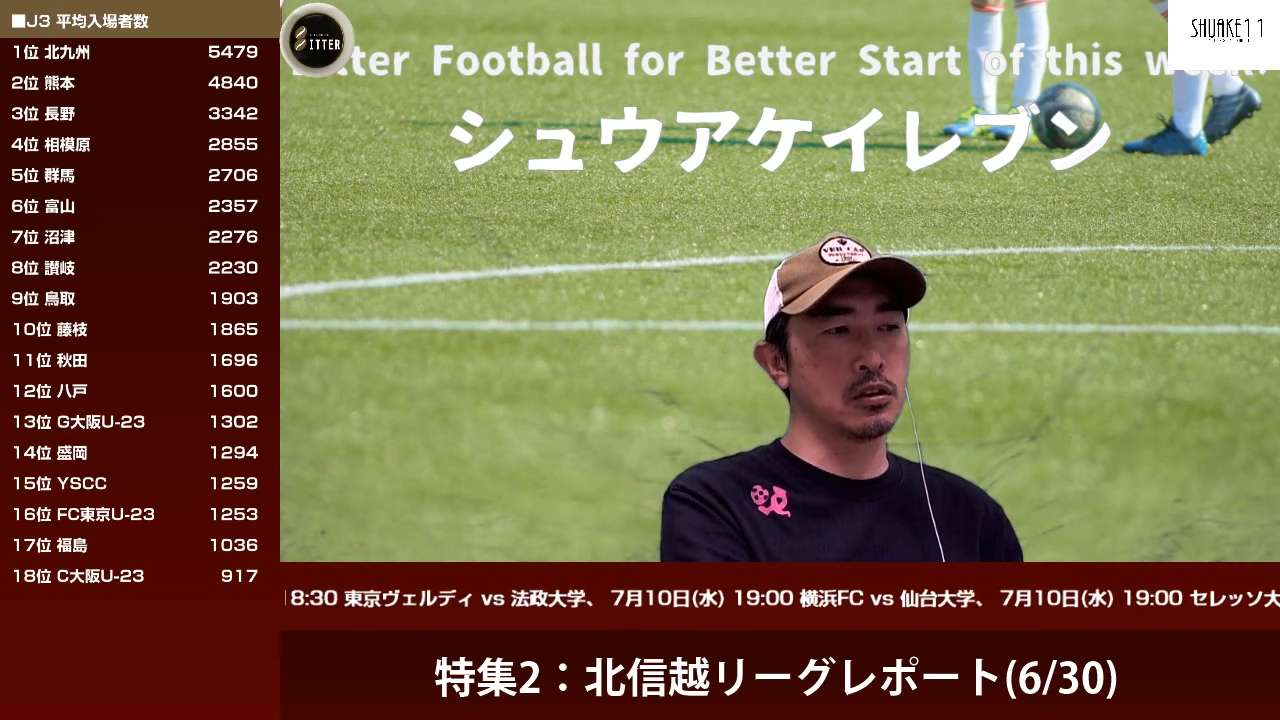 ■J3 平均入場者数
1位 北九州 5479
2位 熊本 4840
3位 長野 3342
4位 相模原 2855
5位 群馬 2706
6位 富山 2357
7位 沼津 2276
8位 讃岐 2230
9位 鳥取 1903
10位 藤枝 1865
11位 秋田 1696
12位 八戸 1600
13位 G大阪U-23 1302
14位 盛岡 1294
15位 YSCC 1259
16位 FC東京U-23 1253
17位 福島 1036
18位 C大阪U-23 917
ITTER
Football for Better Start of this
SHUAKE11
シュウアケイレブン
8:30 東京ヴェルディ vs 法政大学、 7月10日(水) 19:00 横浜FC vs 仙台大学、 7月10日(水) 19:00 セレッソ大
特集2：北信越リーグレポート(6/30)